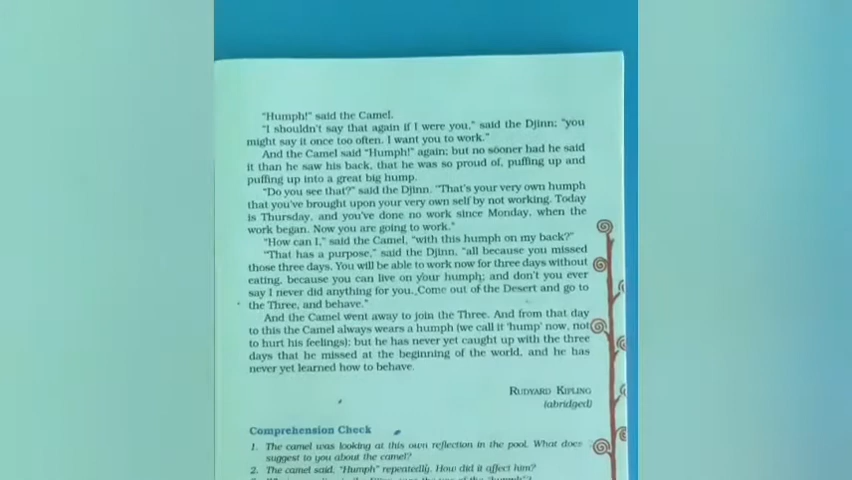 "Humph!" said the Camel.
"I shouldn't say that again if I were you," said the Djinn; "you
might say it once too often. I want you to work."
And the Camel said "Humph!" again; but no sooner had he said
it than he saw his back, that he was so proud of, puffing up and
puffing up into a great big hump.
"Do you see that?" said the Djinn. "That's your very own humph
that you've brought upon your very own self by not working. Today
is Thursday, and you've done no work since Monday, when the
work began. Now you are going to work."
"How can I," said the Camel, "with this humph on my back?"
"That has a purpose," said the Djinn, "all because you missed
those three days. You will be able to work now for three days without
eating, because you can live on your humph; and don't you ever
say I never did anything for you. Come out of the Desert and go to
the Three, and behave."
And the Camel went away to join the Three. And from that day
to this the Camel always wears a humph (we call it 'hump' now, not
to hurt his feelings); but he has never yet caught up with the three
days that he missed at the beginning of the world, and he has
never yet learned how to behave.
RUDYARD KIPLING
(abridged)
Comprehension Check
1. The camel was looking at this own reflection in the pool. What does
suggest to you about the camel?
2. The camel said, "Humph" repeatedly. How did it affect him?